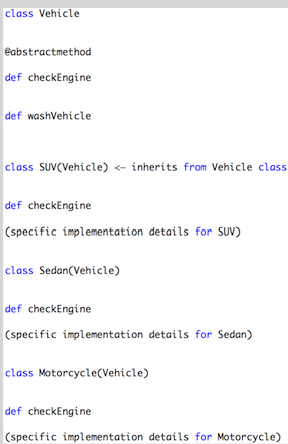 class Vehicle
@abstractmethod
def checkEngine
def washVehicle
class SUV(Vehicle) <– inherits from Vehicle class
def checkEngine
(specific implementation details for SUV)
class Sedan(Vehicle)
def checkEngine
(specific implementation details for Sedan)
class Motorcycle(Vehicle)
def checkEngine
(specific implementation details for Motorcycle)